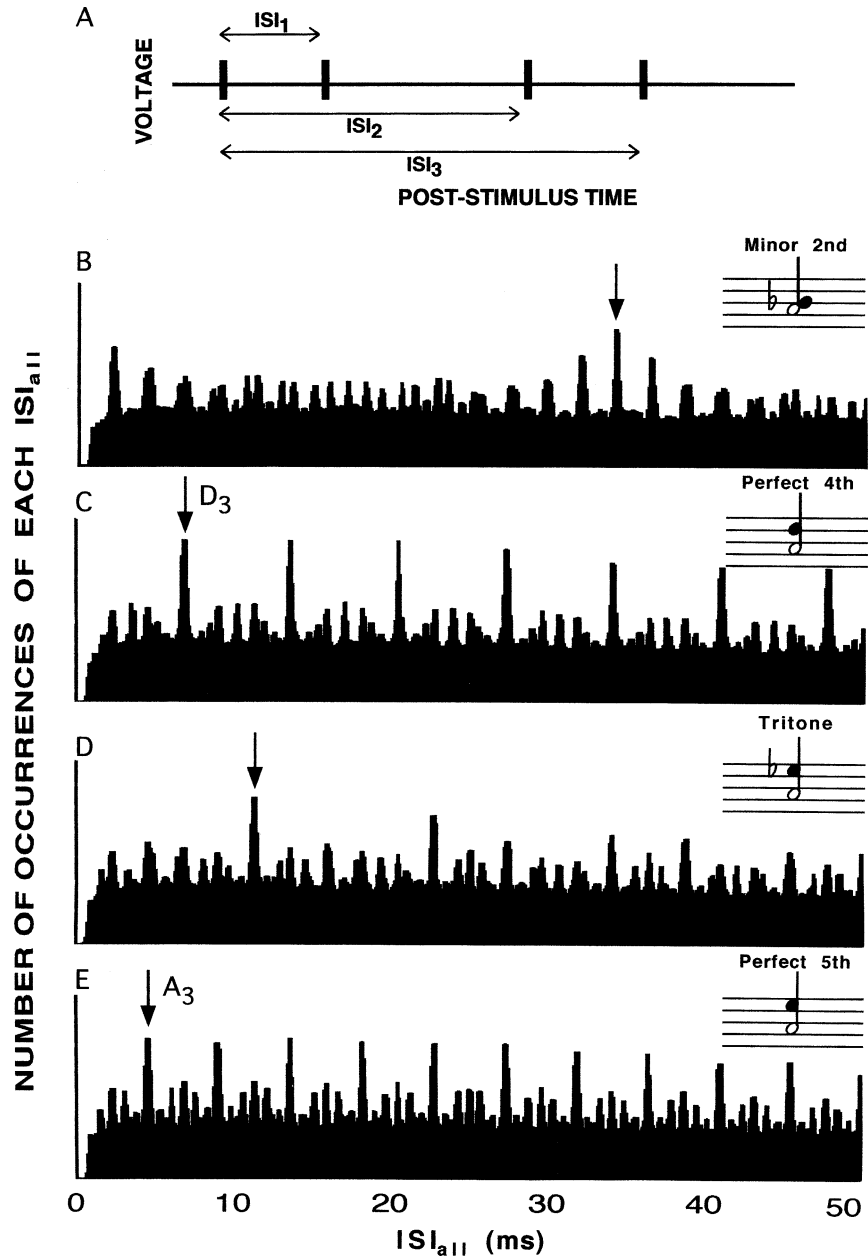 A
ISI1
VOLTAGE
ISI2
ISI3
POST-STIMULUS TIME
NUMBER OF OCCURRENCES OF EACH ISIall
B
Minor 2nd
C
D3
Perfect 4th
D
Tritone
E
A3
Perfect 5th
0 10 20 30 40 50
ISIall (ms)